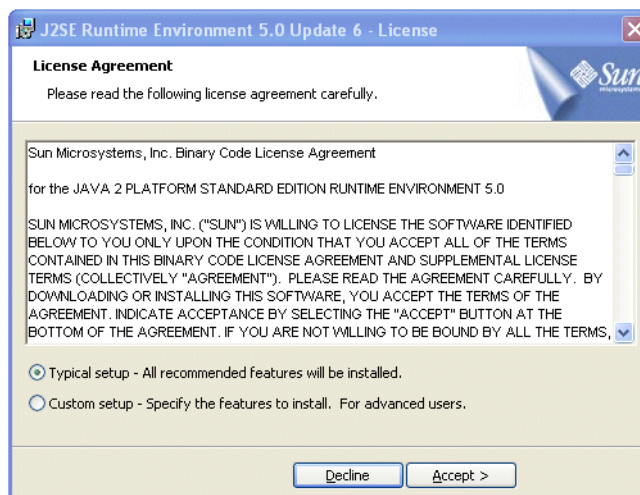 J2SE Runtime Environment 5.0 Update 6 - License
License Agreement
Please read the following license agreement carefully.
Sun
microsystems
Sun Microsystems, Inc. Binary Code License Agreement
for the JAVA 2 PLATFORM STANDARD EDITION RUNTIME ENVIRONMENT 5.0
SUN MICROSYSTEMS, INC. ("SUN") IS WILLING TO LICENSE THE SOFTWARE IDENTIFIED
BELOW TO YOU ONLY UPON THE CONDITION THAT YOU ACCEPT ALL OF THE TERMS
CONTAINED IN THIS BINARY CODE LICENSE AGREEMENT AND SUPPLEMENTAL LICENSE
TERMS (COLLECTIVELY "AGREEMENT"). PLEASE READ THE AGREEMENT CAREFULLY. BY
DOWNLOADING OR INSTALLING THIS SOFTWARE, YOU ACCEPT THE TERMS OF THE
AGREEMENT. INDICATE ACCEPTANCE BY SELECTING THE "ACCEPT" BUTTON AT THE
BOTTOM OF THE AGREEMENT. IF YOU ARE NOT WILLING TO BE BOUND BY ALL THE TERMS,
Typical setup - All recommended features will be installed.
Custom setup - Specify the features to install. For advanced users.
Decline
Accept >